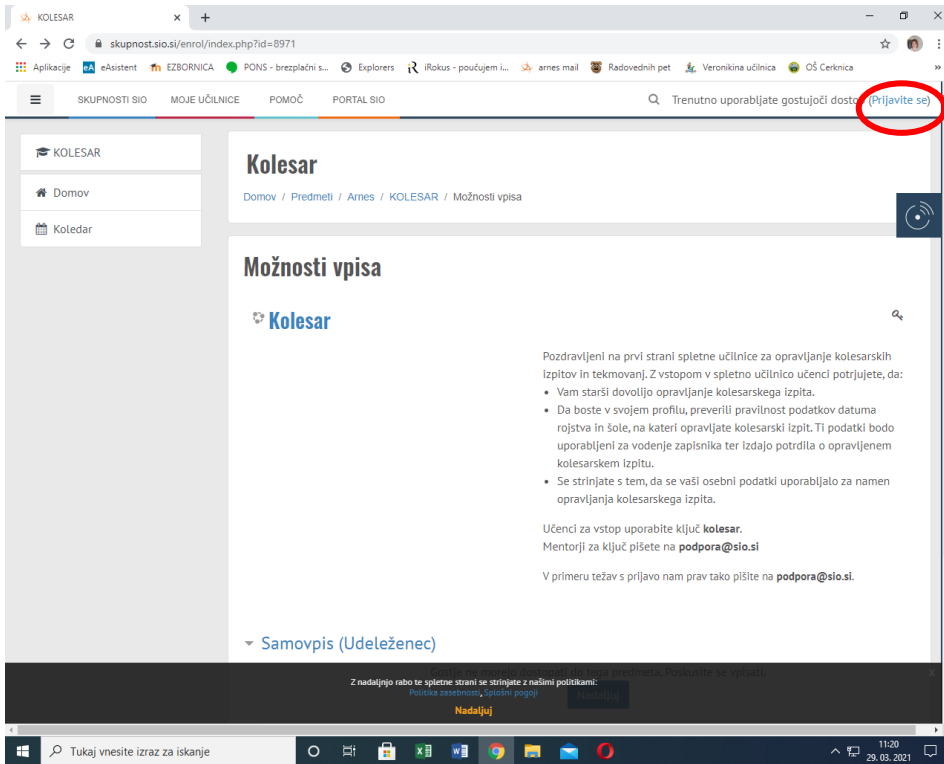 KOLESAR
skupnost.sio.si/enrol/index.php?id=8971
Aplikacije eA eAsistent EZBORNICA PONS - brezplačni s... Explorers iRokus - poučujem i... arnes mail Radovednih pet Veronikina učilnica OŠ Cerknica »
SKUPNOSTI SIO MOJE UČILNICE POMOČ PORTAL SIO Trenutno uporabljate gostujoči dostop (Prijavite se)
KOLESAR
Domov
Koledar
Kolesar
Domov / Predmeti / Arnes / KOLESAR / Možnosti vpisa
Možnosti vpisa
Kolesar
Pozdravljeni na prvi strani spletne učilnice za opravljanje kolesarskih
izpitov in tekmovanj. Z vstopom v spletno učilnico učenci potrjujete, da:
• Vam starši dovolijo opravljanje kolesarskega izpita.
• Da boste v svojem profilu, preverili pravilnost podatkov datuma
rojstva in šole, na kateri opravljate kolesarski izpit. Ti podatki bodo
uporabljeni za vodenje zapisnika ter izdajo potrdila o opravljenem
kolesarskem izpitu.
• Se strinjate s tem, da se vaši osebni podatki uporabljalo za namen
opravljanja kolesarskega izpita.
Učenci za vstop uporabite ključ kolesar.
Mentorji za ključ pišete na podpora@sio.si
V primeru težav s prijavo nam prav tako pišite na podpora@sio.si.
Samovpis (Udeleženec)
Gostje ne morejo dostopati do tega predmeta. Poskusite se vpisati.
Nadaljuj
Z nadaljnjo rabo te spletne strani se strinjate z našimi politikami:
Politika zasebnosti, Splošni pogoji
Nadaljuj
x
Tukaj vnesite izraz za iskanje
11:20
29. 03. 2021